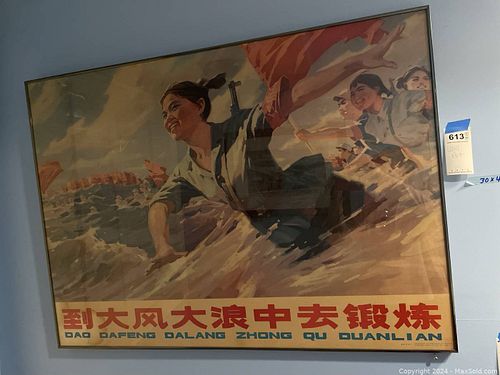 到大风大浪中去锻炼
DAO DAFENG DALANG ZHONG QU DUANLIAN
613
30x4
Copyright 2024 - MaxSold.com